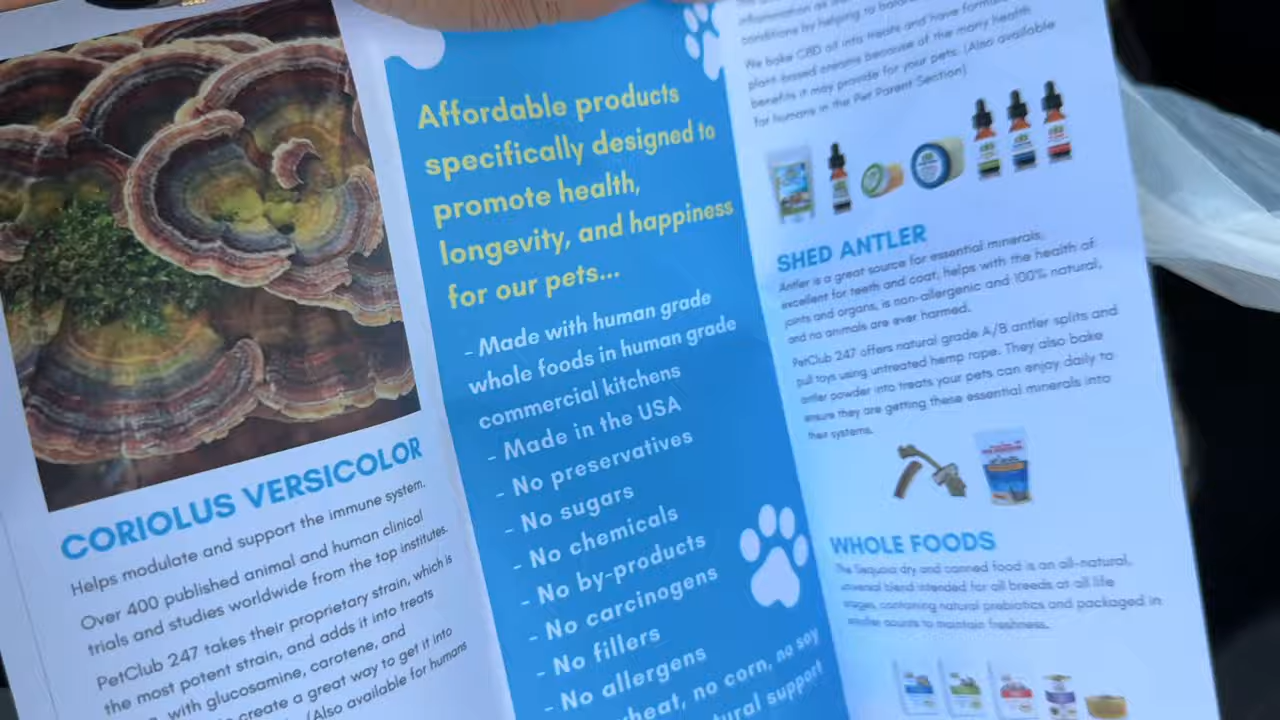 CORIOLUS VERSICOLOR
Helps modulate and support the immune system.
Over 400 published animal and human clinical
trials and studies worldwide from the top institutes.
PetClub 247 takes their proprietary strain, which is
the most potent strain, and adds it into treats
with glucosamine, carotene, and
create a great way to get it into
(Also available for humans
Affordable products
specifically designed to
promote health,
longevity, and happiness
for our pets...
- Made with human grade
whole foods in human grade
commercial kitchens
- Made in the USA
- No preservatives
- No sugars
- No chemicals
- No by-products
- No carcinogens
- No fillers
- No allergens
heat, no corn, no soy
tural support
inflammation as
conditions by helping to
We bake CBD oil into treats and have
plant-based creams because of the many health
benefits it may provide for your pets. (Also available
for humans in the Pet Parent Section)
SHED ANTLER
Antler is a great source for essential minerals,
excellent for teeth and coat, helps with the health of
joints and organs, is non-allergenic and 100% natural,
and no animals are ever harmed.
PetClub 247 offers natural grade A/B antler splits and
pull toys using untreated hemp rope. They also bake
antler powder into treats your pets can enjoy daily to
ensure they are getting these essential minerals into
their systems.
WHOLE FOODS
The Sequoia dry and canned food is an all-natural,
universal blend intended for all breeds at all life
stages, containing natural prebiotics and packaged in
smaller counts to maintain freshness.